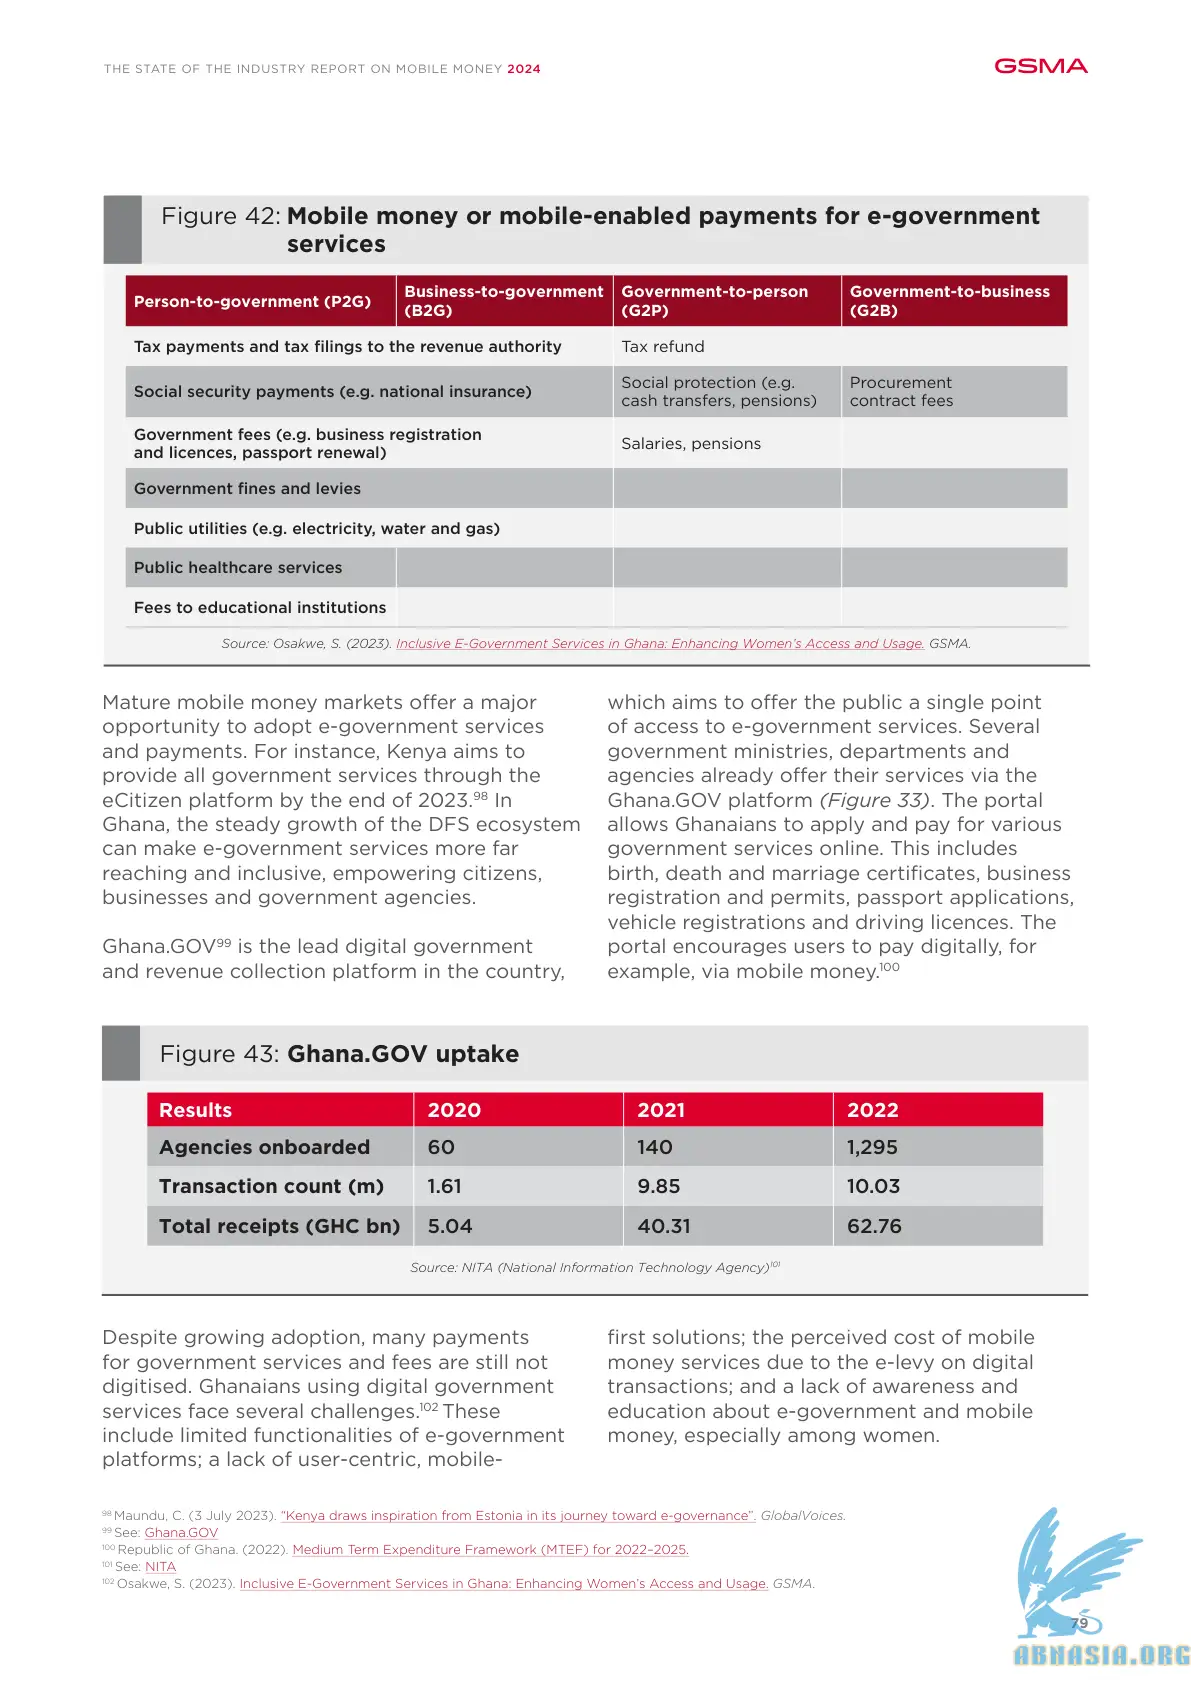 THE STATE OF THE INDUSTRY REPORT ON MOBILE MONEY 2024
GSMA
Figure 42: Mobile money or mobile-enabled payments for e-government
services
Person-to-government (P2G)
Business-to-government
(B2G)
Government-to-person
(G2P)
Government-to-business
(G2B)
Tax payments and tax filings to the revenue authority
Tax refund
Social security payments (e.g. national insurance)
Social protection (e.g.
cash transfers, pensions)
Procurement
contract fees
Government fees (e.g. business registration
and licences, passport renewal)
Salaries, pensions
Government fines and levies
Public utilities (e.g. electricity, water and gas)
Public healthcare services
Fees to educational institutions
Source: Osakwe, S. (2023). Inclusive E-Government Services in Ghana: Enhancing Women's Access and Usage. GSMA.
Mature mobile money markets offer a major
opportunity to adopt e-government services
and payments. For instance, Kenya aims to
provide all government services through the
eCitizen platform by the end of 2023.98 In
Ghana, the steady growth of the DFS ecosystem
can make e-government services more far
reaching and inclusive, empowering citizens,
businesses and government agencies.
Ghana.GOV99 is the lead digital government
and revenue collection platform in the country,
which aims to offer the public a single point
of access to e-government services. Several
government ministries, departments and
agencies already offer their services via the
Ghana.GOV platform (Figure 33). The portal
allows Ghanaians to apply and pay for various
government services online. This includes
birth, death and marriage certificates, business
registration and permits, passport applications,
vehicle registrations and driving licences. The
portal encourages users to pay digitally, for
example, via mobile money.100
Figure 43: Ghana.GOV uptake
Results 2020 2021 2022
Agencies onboarded 60 140 1,295
Transaction count (m) 1.61 9.85 10.03
Total receipts (GHC bn) 5.04 40.31 62.76
Source: NITA (National Information Technology Agency)101
Despite growing adoption, many payments
for government services and fees are still not
digitised. Ghanaians using digital government
services face several challenges.102 These
include limited functionalities of e-government
platforms; a lack of user-centric, mobile-
first solutions; the perceived cost of mobile
money services due to the e-levy on digital
transactions; and a lack of awareness and
education about e-government and mobile
money, especially among women.
98 Maundu, C. (3 July 2023). "Kenya draws inspiration from Estonia in its journey toward e-governance". GlobalVoices.
99 See: Ghana.GOV
100 Republic of Ghana. (2022). Medium Term Expenditure Framework (MTEF) for 2022–2025.
101 See: NITA
102 Osakwe, S. (2023). Inclusive E-Government Services in Ghana: Enhancing Women's Access and Usage. GSMA.
79
ABNASIA.ORG